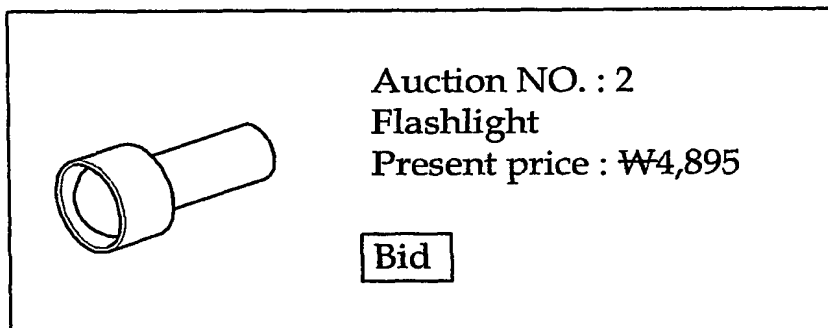 Auction NO. : 2
Flashlight
Present price : ₩4,895
Bid